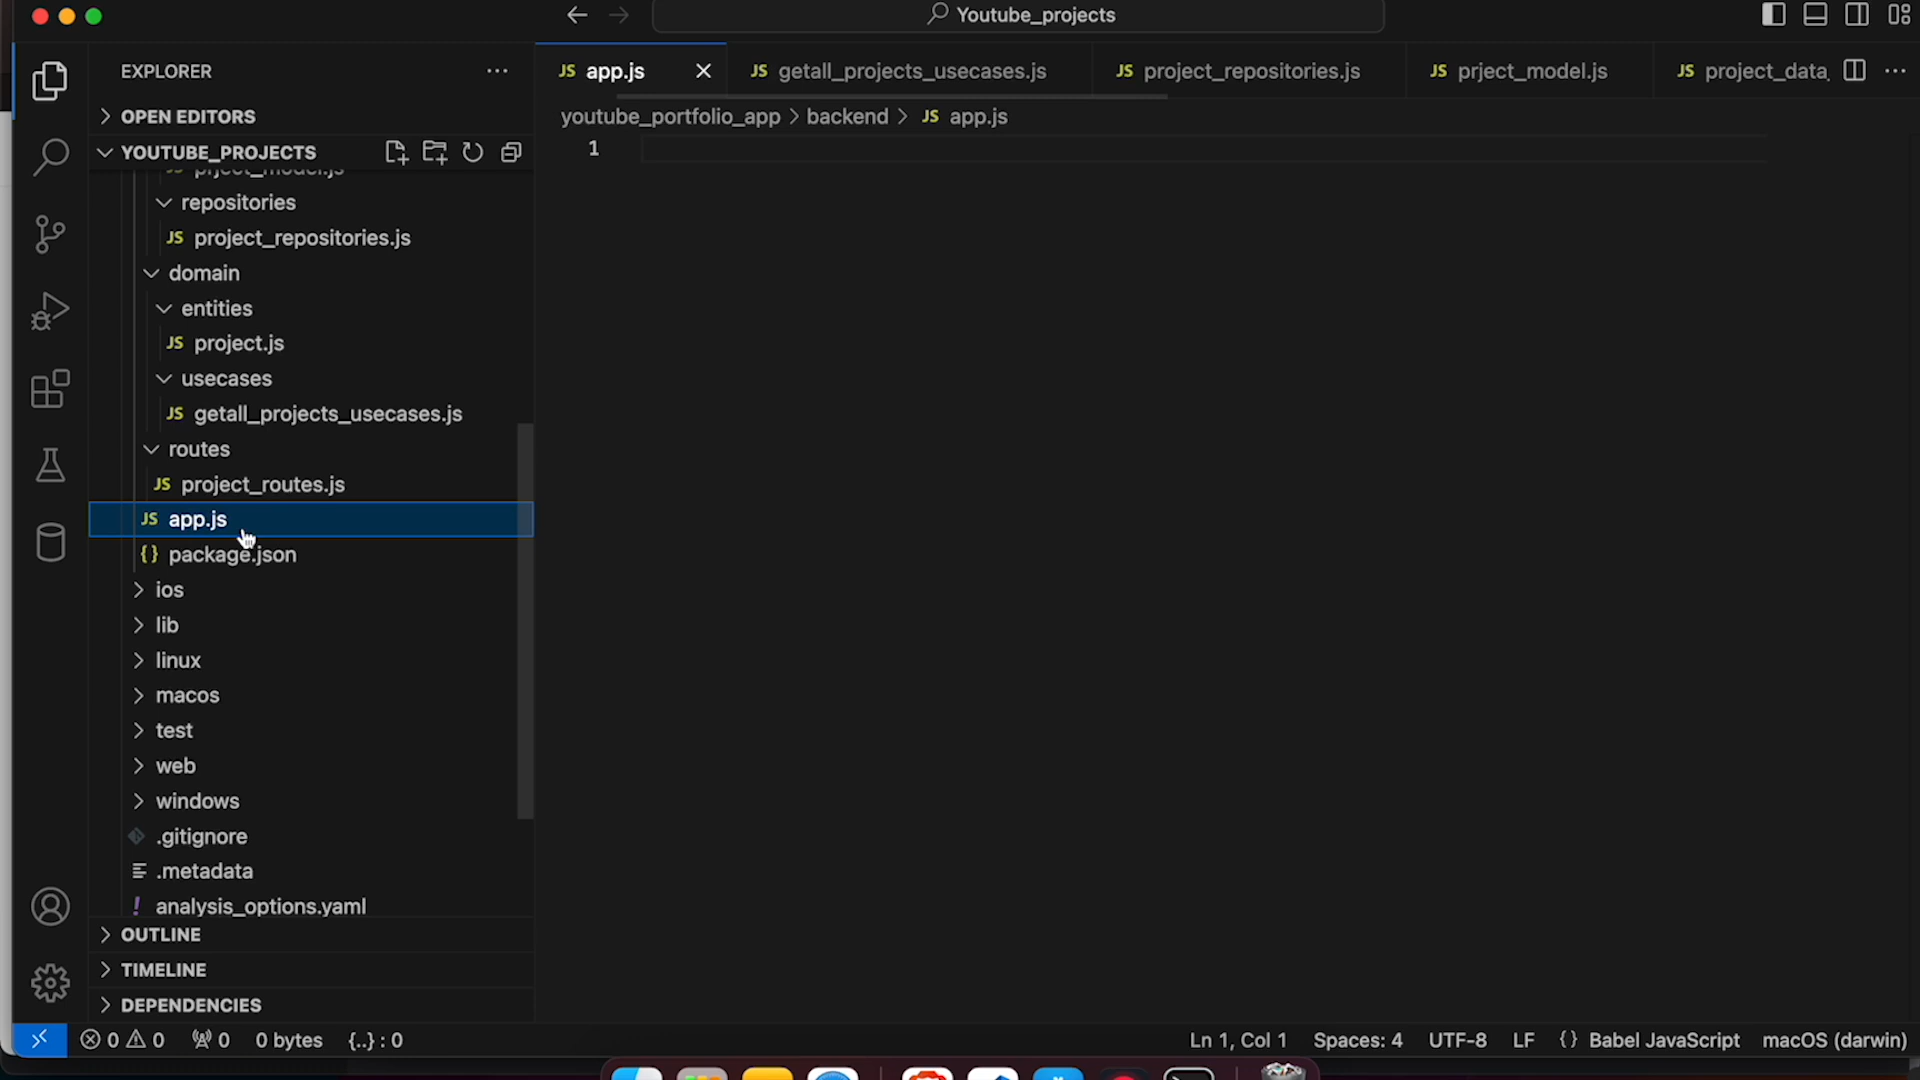 Youtube_projects
EXPLORER
JS app.js
JS getall_projects_usecases.js
JS project_repositories.js
JS prject_model.js
JS project_data_
OPEN EDITORS
youtube_portfolio_app > backend > JS app.js
YOUTUBE_PROJECTS
1
JS prject_model.js
repositories
JS project_repositories.js
domain
entities
JS project.js
usecases
JS getall_projects_usecases.js
routes
JS project_routes.js
JS app.js
{} package.json
ios
lib
linux
macos
test
web
windows
.gitignore
.metadata
! analysis_options.yaml
OUTLINE
TIMELINE
DEPENDENCIES
0 0 0 0 bytes {..} : 0
Ln 1, Col 1 Spaces: 4 UTF-8 LF {} Babel JavaScript macOS (darwin)